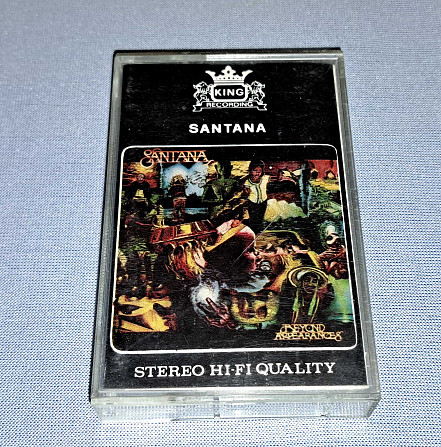 KING
RECORDING
SANTANA
SANTANA
BEYOND
APPEARANCES
STEREO HI-FI QUALITY